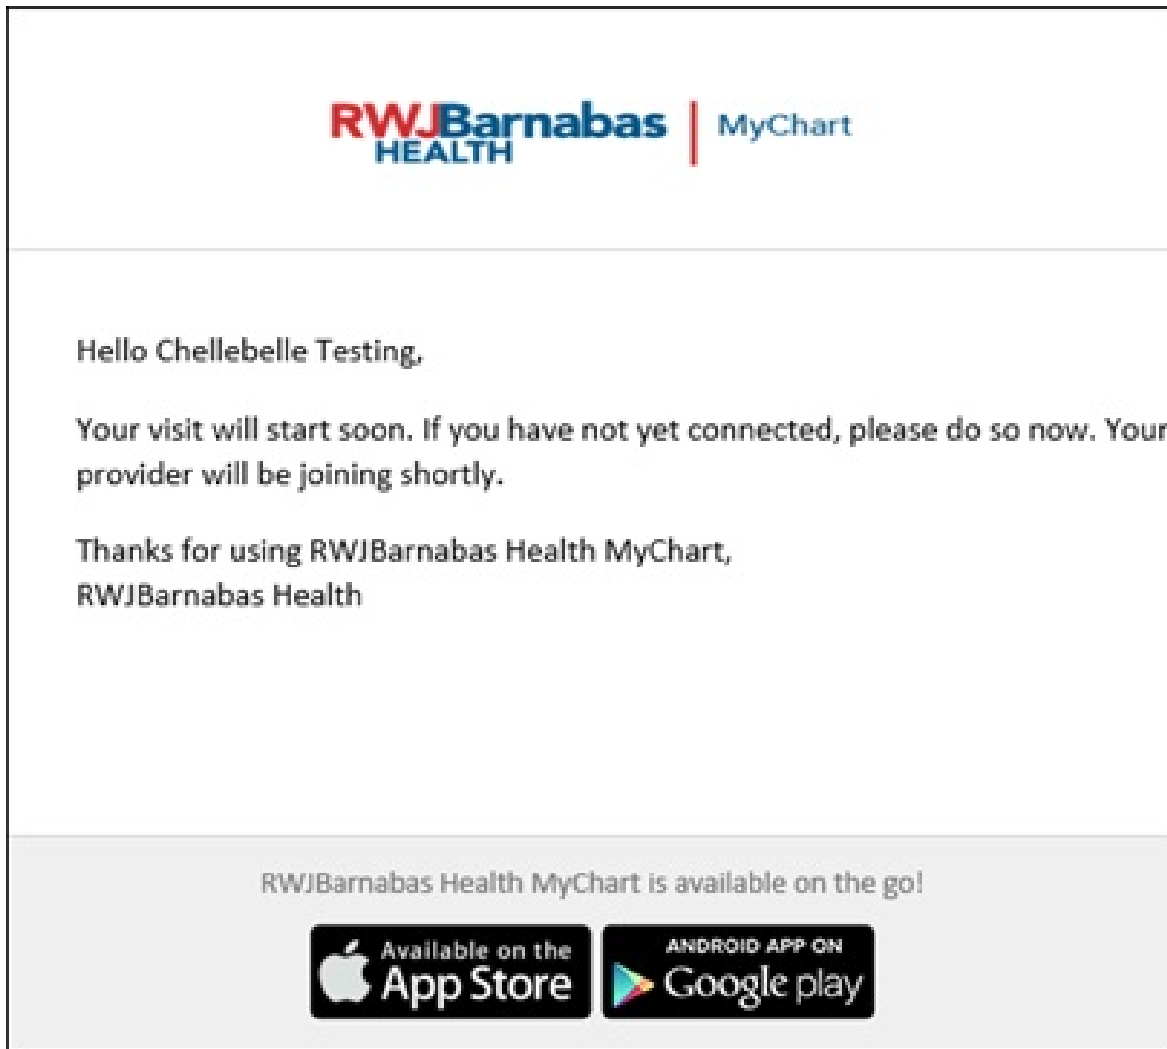 RWJBarnabas | MyChart
HEALTH
Hello Chellebelle Testing,
Your visit will start soon. If you have not yet connected, please do so now. Your
provider will be joining shortly.
Thanks for using RWJBarnabas Health MyChart,
RWJBarnabas Health
RWJBarnabas Health MyChart is available on the go!
Available on the
App Store
ANDROID APP ON
Google play